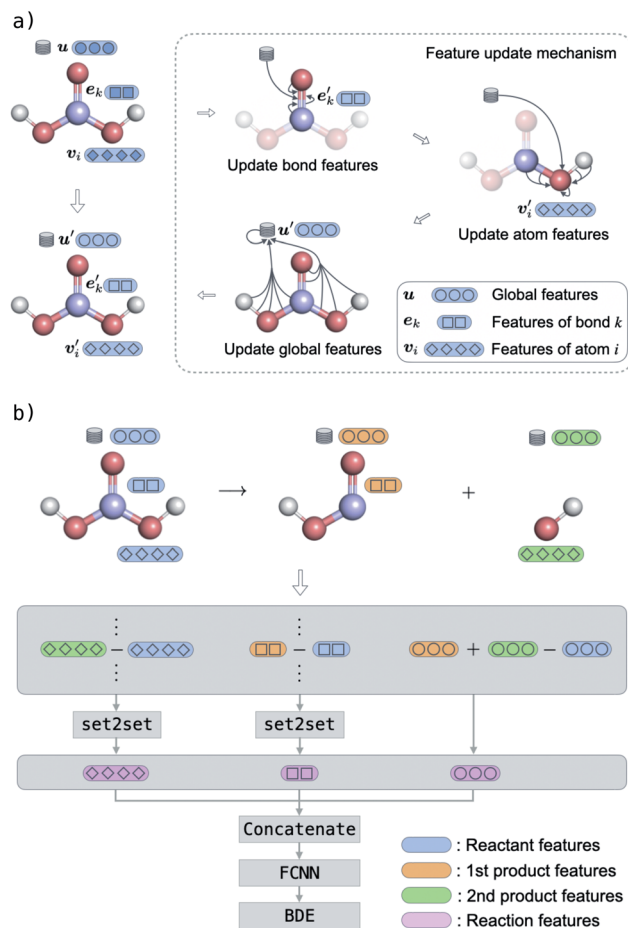 a)
u
e_k
v_i
u′
e′_k
v′_i
Feature update mechanism
e′_k
Update bond features
v′_i
Update atom features
u′
Update global features
u Global features
e_k Features of bond k
v_i Features of atom i
b)
→ +
⋮ ⋮
− − + −
⋮ ⋮
set2set set2set
Concatenate
FCNN
BDE
: Reactant features
: 1st product features
: 2nd product features
: Reaction features